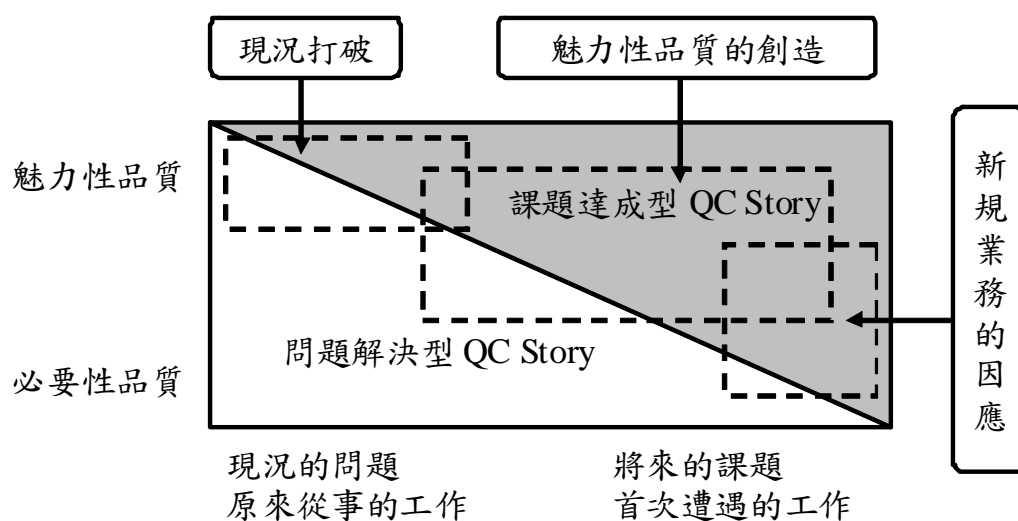 現況打破
魅力性品質的創造
魅力性品質
課題達成型 QC Story
新規業務的因應
問題解決型 QC Story
必要性品質
現況的問題
原來從事的工作
將來的課題
首次遭遇的工作